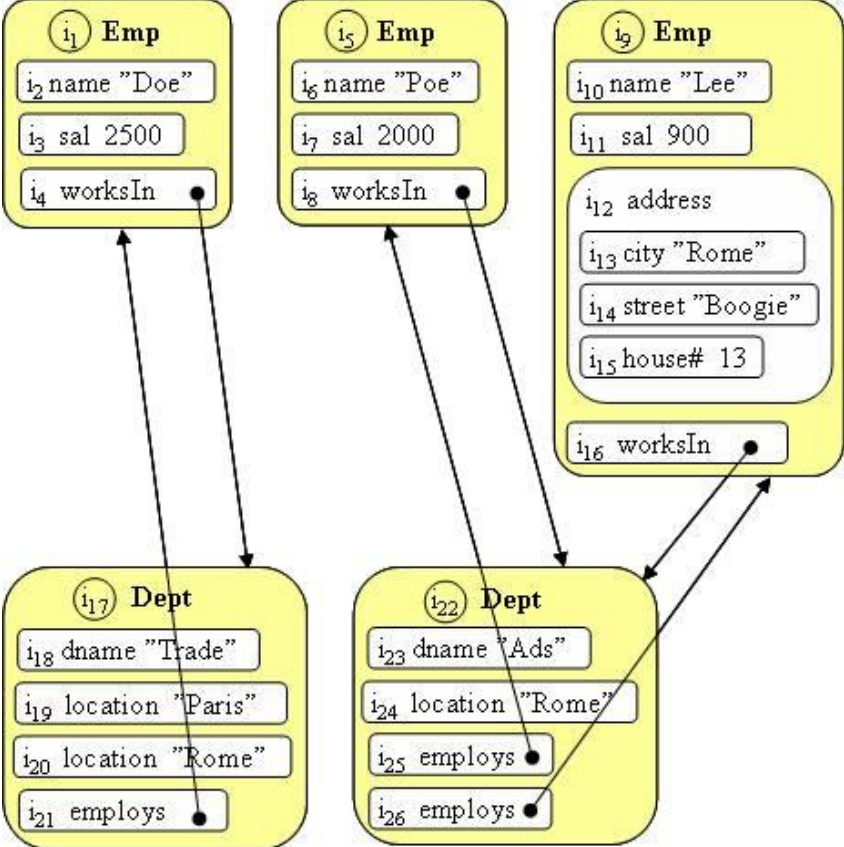 i1 Emp
i2 name "Doe"
i3 sal 2500
i4 worksIn
i5 Emp
i6 name "Poe"
i7 sal 2000
i8 worksIn
i9 Emp
i10 name "Lee"
i11 sal 900
i12 address
i13 city "Rome"
i14 street "Boogie"
i15 house# 13
i16 worksIn
i17 Dept
i18 dname "Trade"
i19 location "Paris"
i20 location "Rome"
i21 employs
i22 Dept
i23 dname "Ads"
i24 location "Rome"
i25 employs
i26 employs